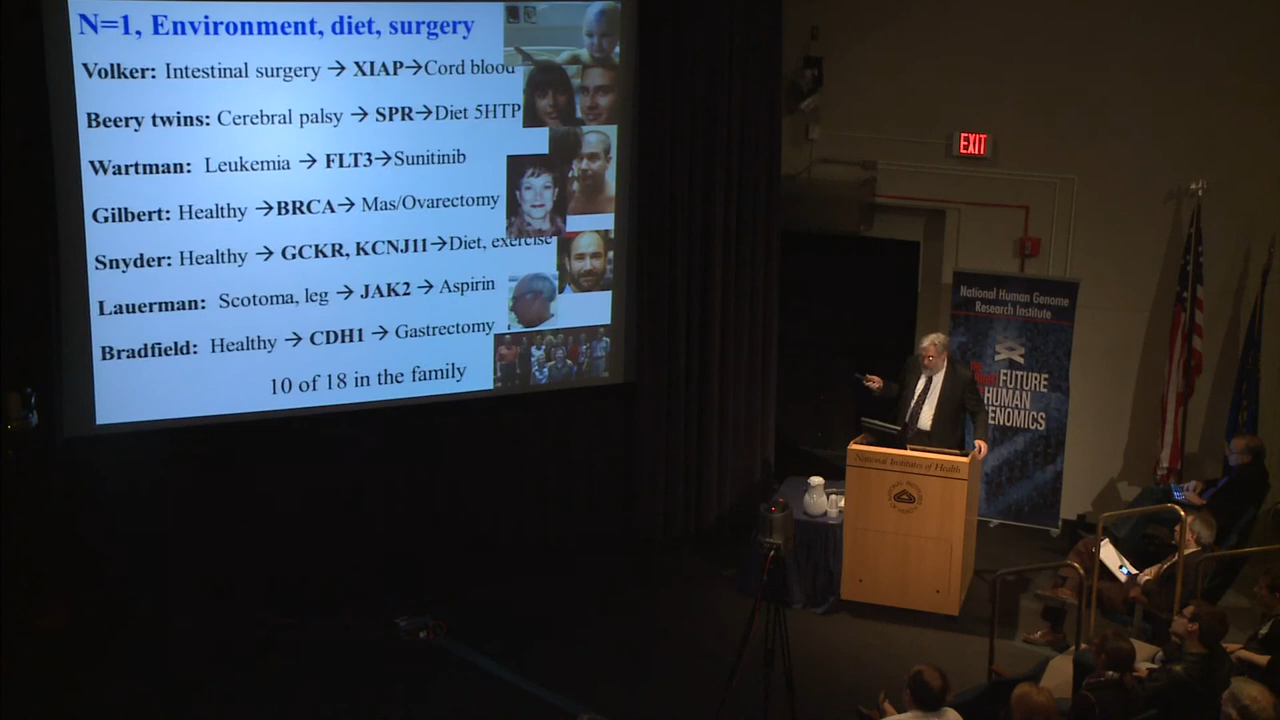 N=1, Environment, diet, surgery
Volker: Intestinal surgery → XIAP→Cord blood
Beery twins: Cerebral palsy → SPR→Diet 5HTP
Wartman: Leukemia → FLT3→Sunitinib
Gilbert: Healthy →BRCA→ Mas/Ovarectomy
Snyder: Healthy → GCKR, KCNJ11→Diet, exercise
Lauerman: Scotoma, leg → JAK2 → Aspirin
Bradfield: Healthy → CDH1 → Gastrectomy
10 of 18 in the family
EXIT
National Human Genome
Research Institute
FUTURE
HUMAN
ENOMICS
National Institutes of Health